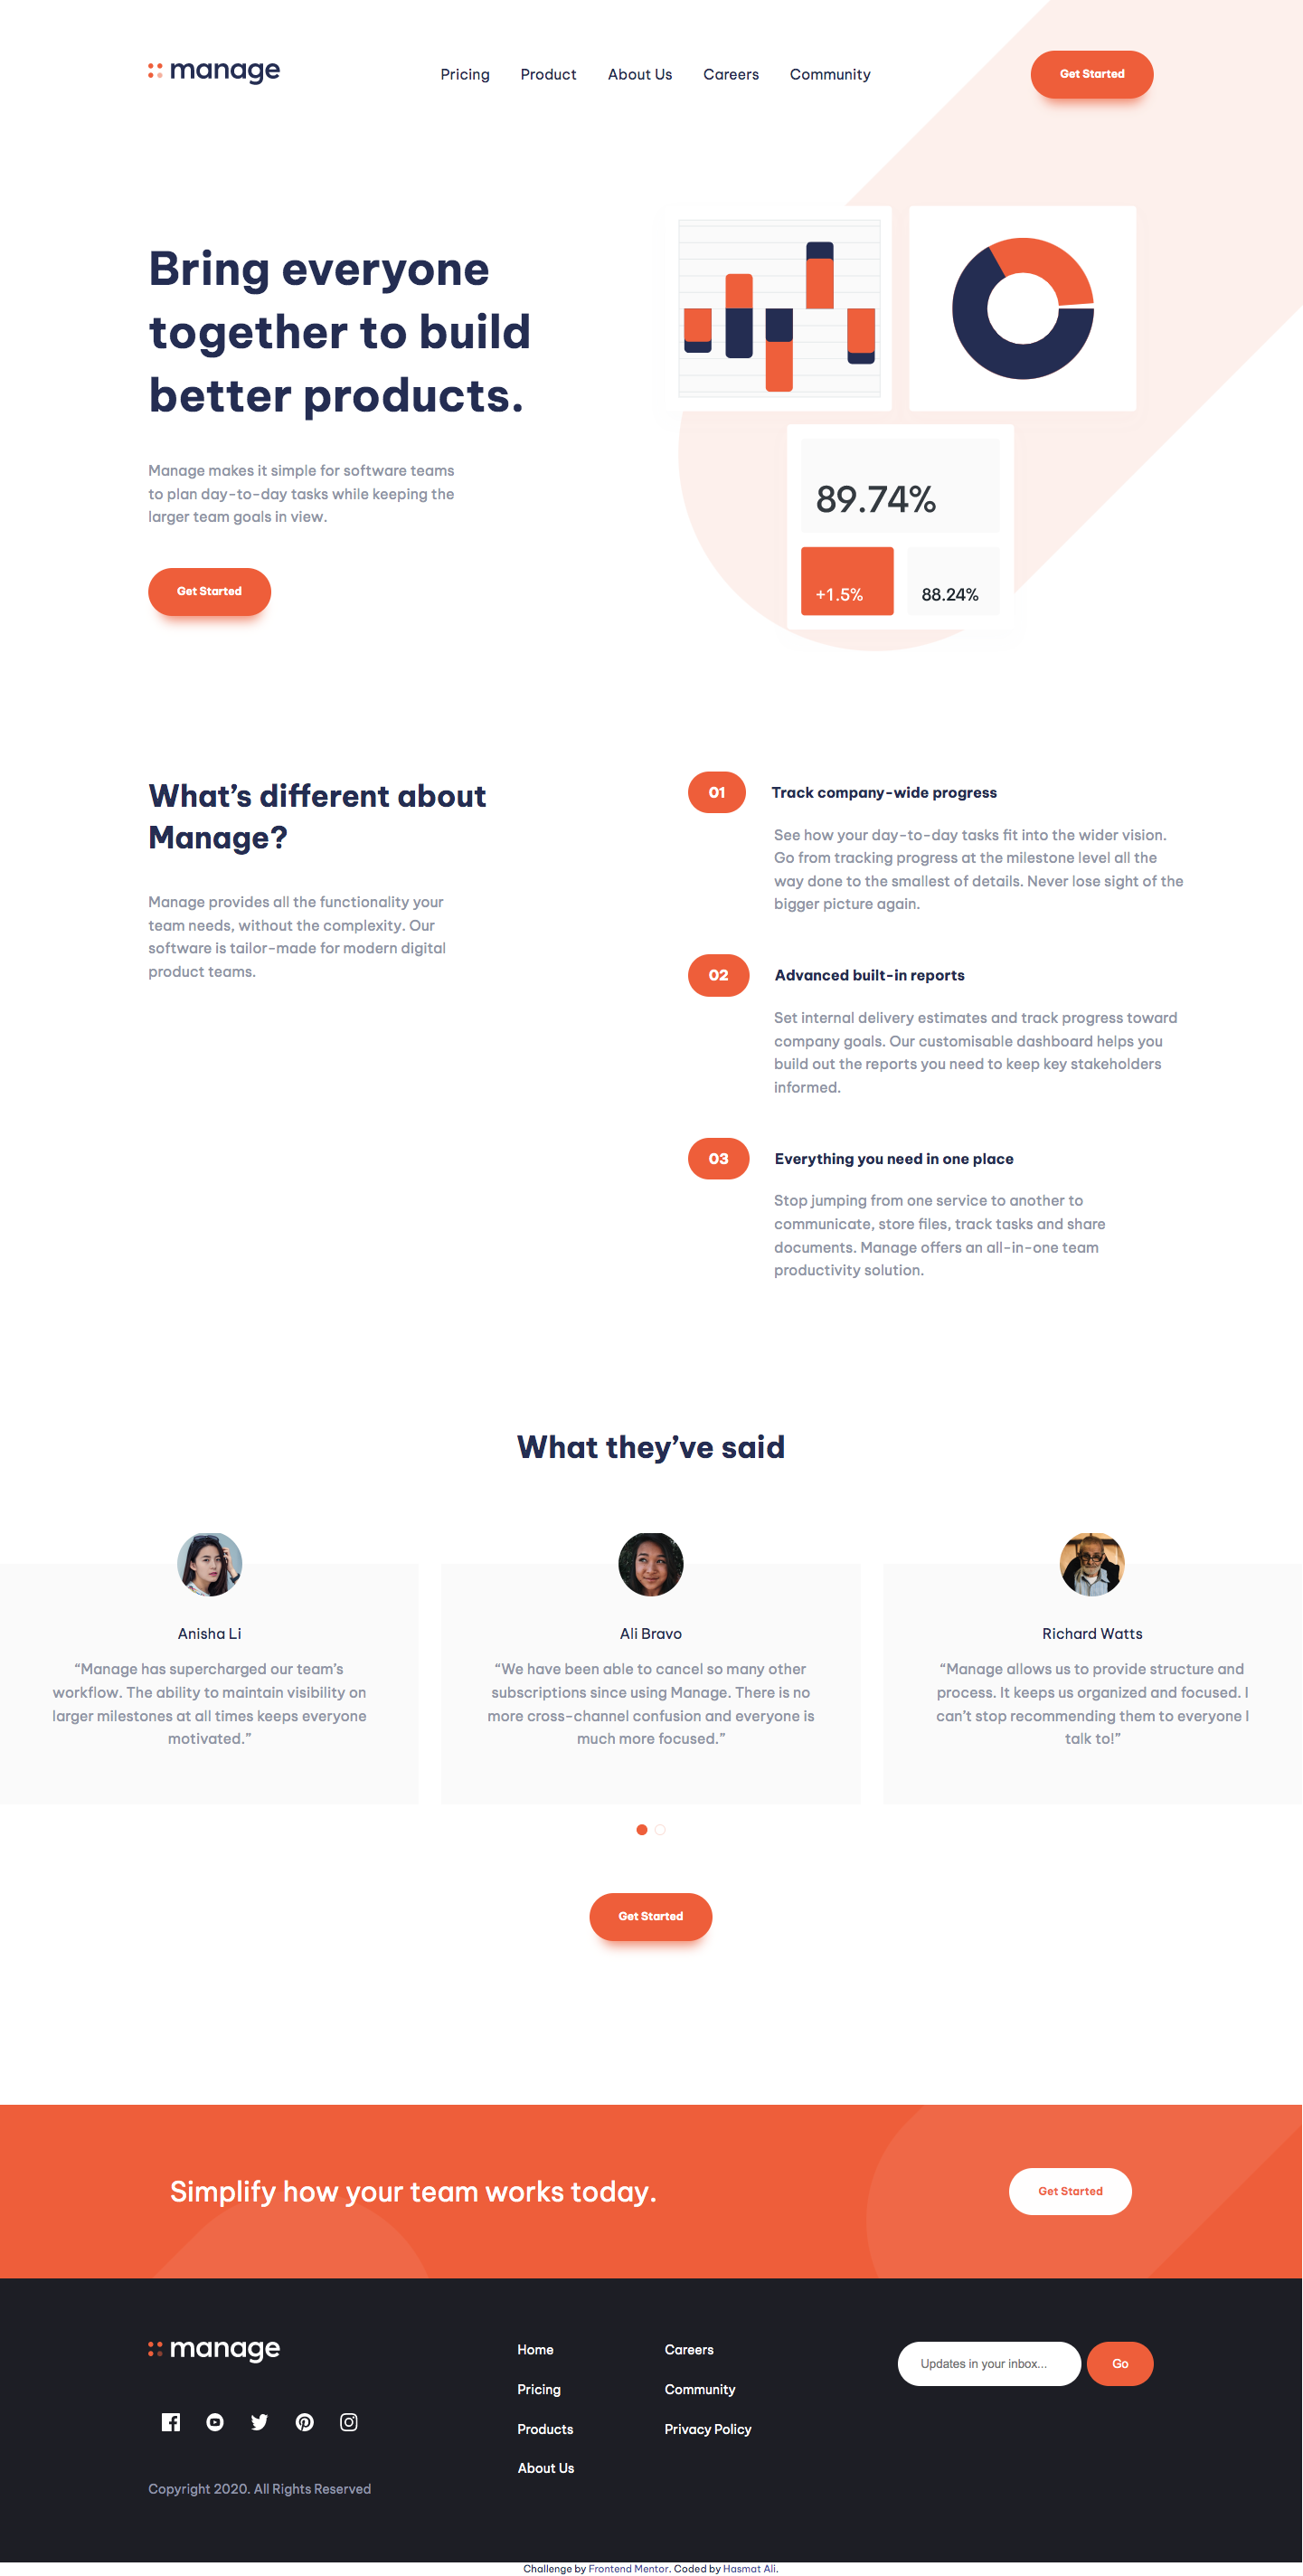 manage
Pricing Product About Us Careers Community
Get Started
Bring everyone
together to build
better products.
Manage makes it simple for software teams
to plan day-to-day tasks while keeping the
larger team goals in view.
Get Started
89.74%
+1.5%
88.24%
What’s different about
Manage?
Manage provides all the functionality your
team needs, without the complexity. Our
software is tailor-made for modern digital
product teams.
01 Track company-wide progress
See how your day-to-day tasks fit into the wider vision.
Go from tracking progress at the milestone level all the
way done to the smallest of details. Never lose sight of the
bigger picture again.
02 Advanced built-in reports
Set internal delivery estimates and track progress toward
company goals. Our customisable dashboard helps you
build out the reports you need to keep key stakeholders
informed.
03 Everything you need in one place
Stop jumping from one service to another to
communicate, store files, track tasks and share
documents. Manage offers an all-in-one team
productivity solution.
What they’ve said
Anisha Li
“Manage has supercharged our team’s
workflow. The ability to maintain visibility on
larger milestones at all times keeps everyone
motivated.”
Ali Bravo
“We have been able to cancel so many other
subscriptions since using Manage. There is no
more cross-channel confusion and everyone is
much more focused.”
Richard Watts
“Manage allows us to provide structure and
process. It keeps us organized and focused. I
can’t stop recommending them to everyone I
talk to!”
Get Started
Simplify how your team works today.
Get Started
manage
Copyright 2020. All Rights Reserved
Home
Pricing
Products
About Us
Careers
Community
Privacy Policy
Updates in your inbox...
Go
Challenge by Frontend Mentor. Coded by Hasmat Ali.